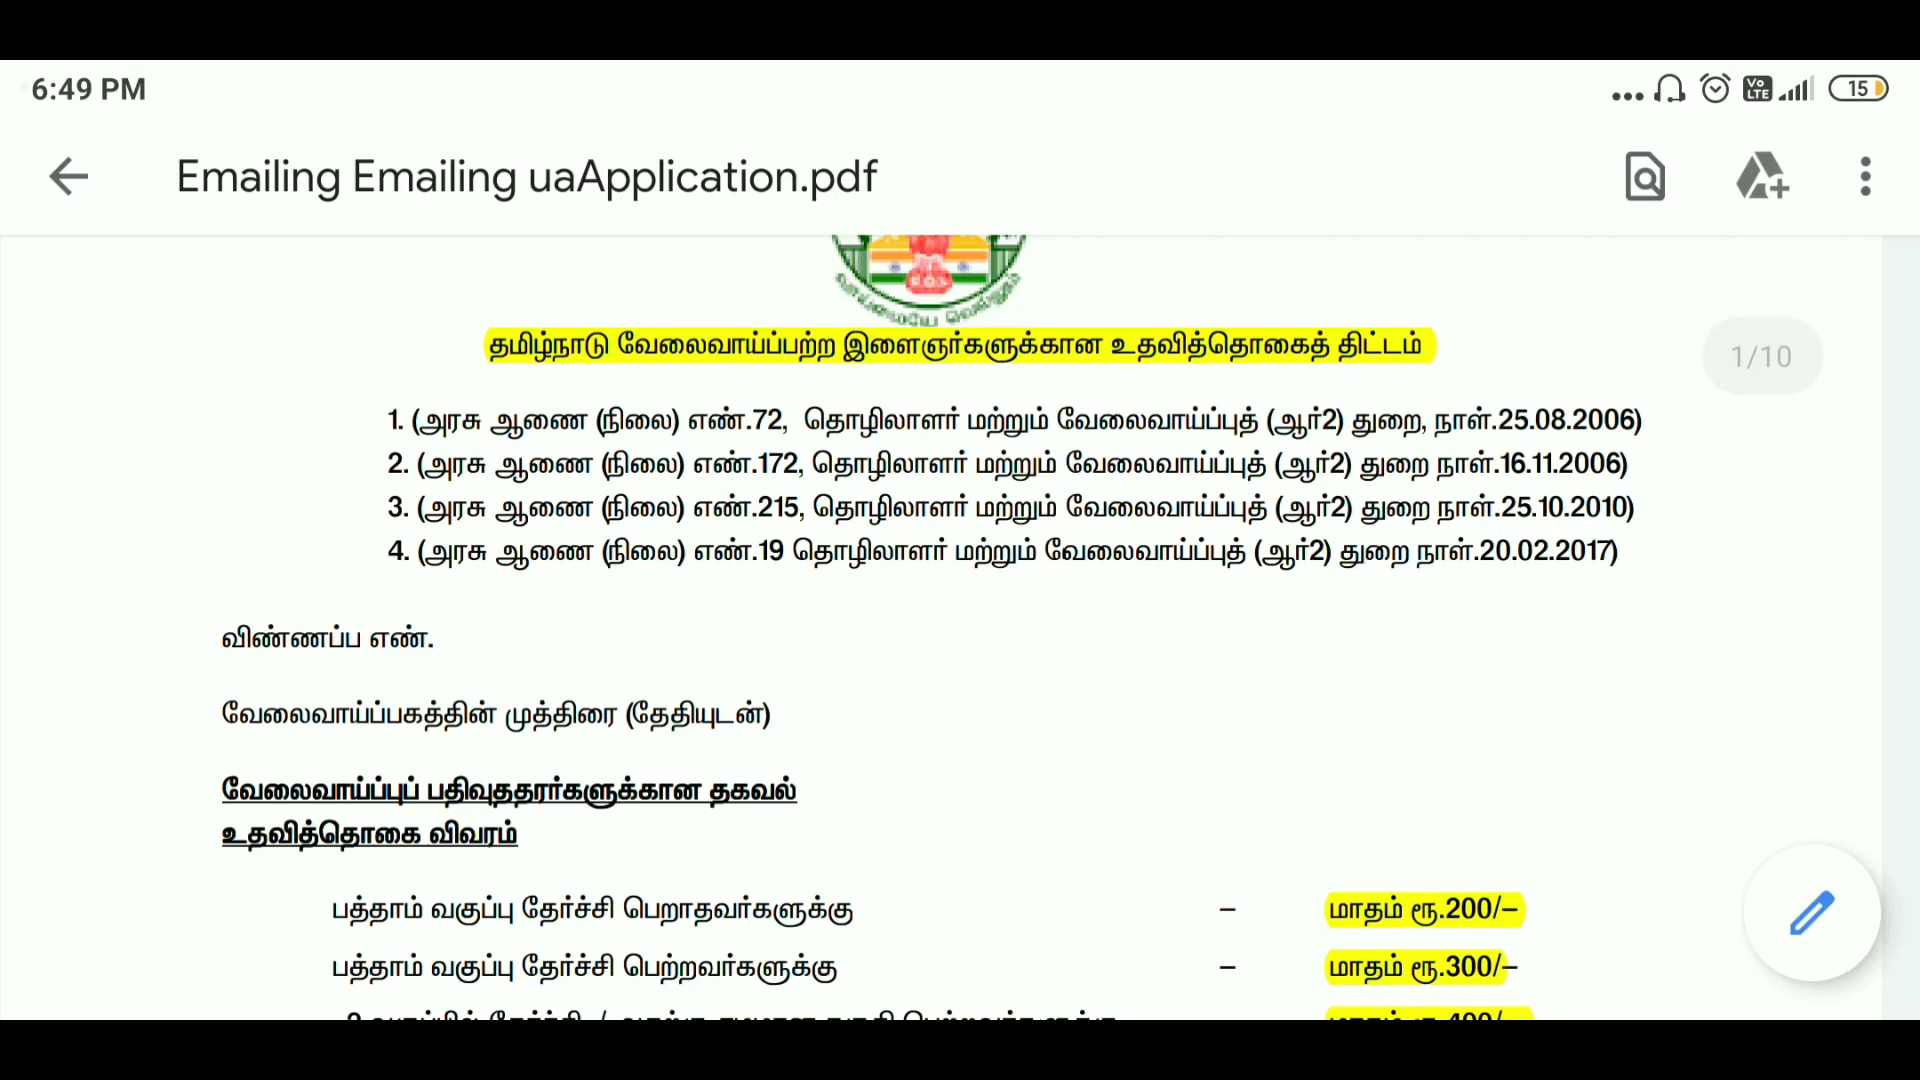 6:49 PM
Vo LTE
15
Emailing Emailing uaApplication.pdf
தமிழ்நாடு வேலைவாய்ப்பற்ற இளைஞர்களுக்கான உதவித்தொகைத் திட்டம்
1/10
1. (அரசு ஆணை (நிலை) எண்.72, தொழிலாளர் மற்றும் வேலைவாய்ப்புத் (ஆர்2) துறை, நாள்.25.08.2006)
2. (அரசு ஆணை (நிலை) எண்.172, தொழிலாளர் மற்றும் வேலைவாய்ப்புத் (ஆர்2) துறை நாள்.16.11.2006)
3. (அரசு ஆணை (நிலை) எண்.215, தொழிலாளர் மற்றும் வேலைவாய்ப்புத் (ஆர்2) துறை நாள்.25.10.2010)
4. (அரசு ஆணை (நிலை) எண்.19 தொழிலாளர் மற்றும் வேலைவாய்ப்புத் (ஆர்2) துறை நாள்.20.02.2017)
விண்ணப்ப எண்.
வேலைவாய்ப்பகத்தின் முத்திரை (தேதியுடன்)
வேலைவாய்ப்புப் பதிவுததரர்களுக்கான தகவல்
உதவித்தொகை விவரம்
பத்தாம் வகுப்பு தேர்ச்சி பெறாதவர்களுக்கு – மாதம் ரூ.200/–
பத்தாம் வகுப்பு தேர்ச்சி பெற்றவர்களுக்கு – மாதம் ரூ.300/–